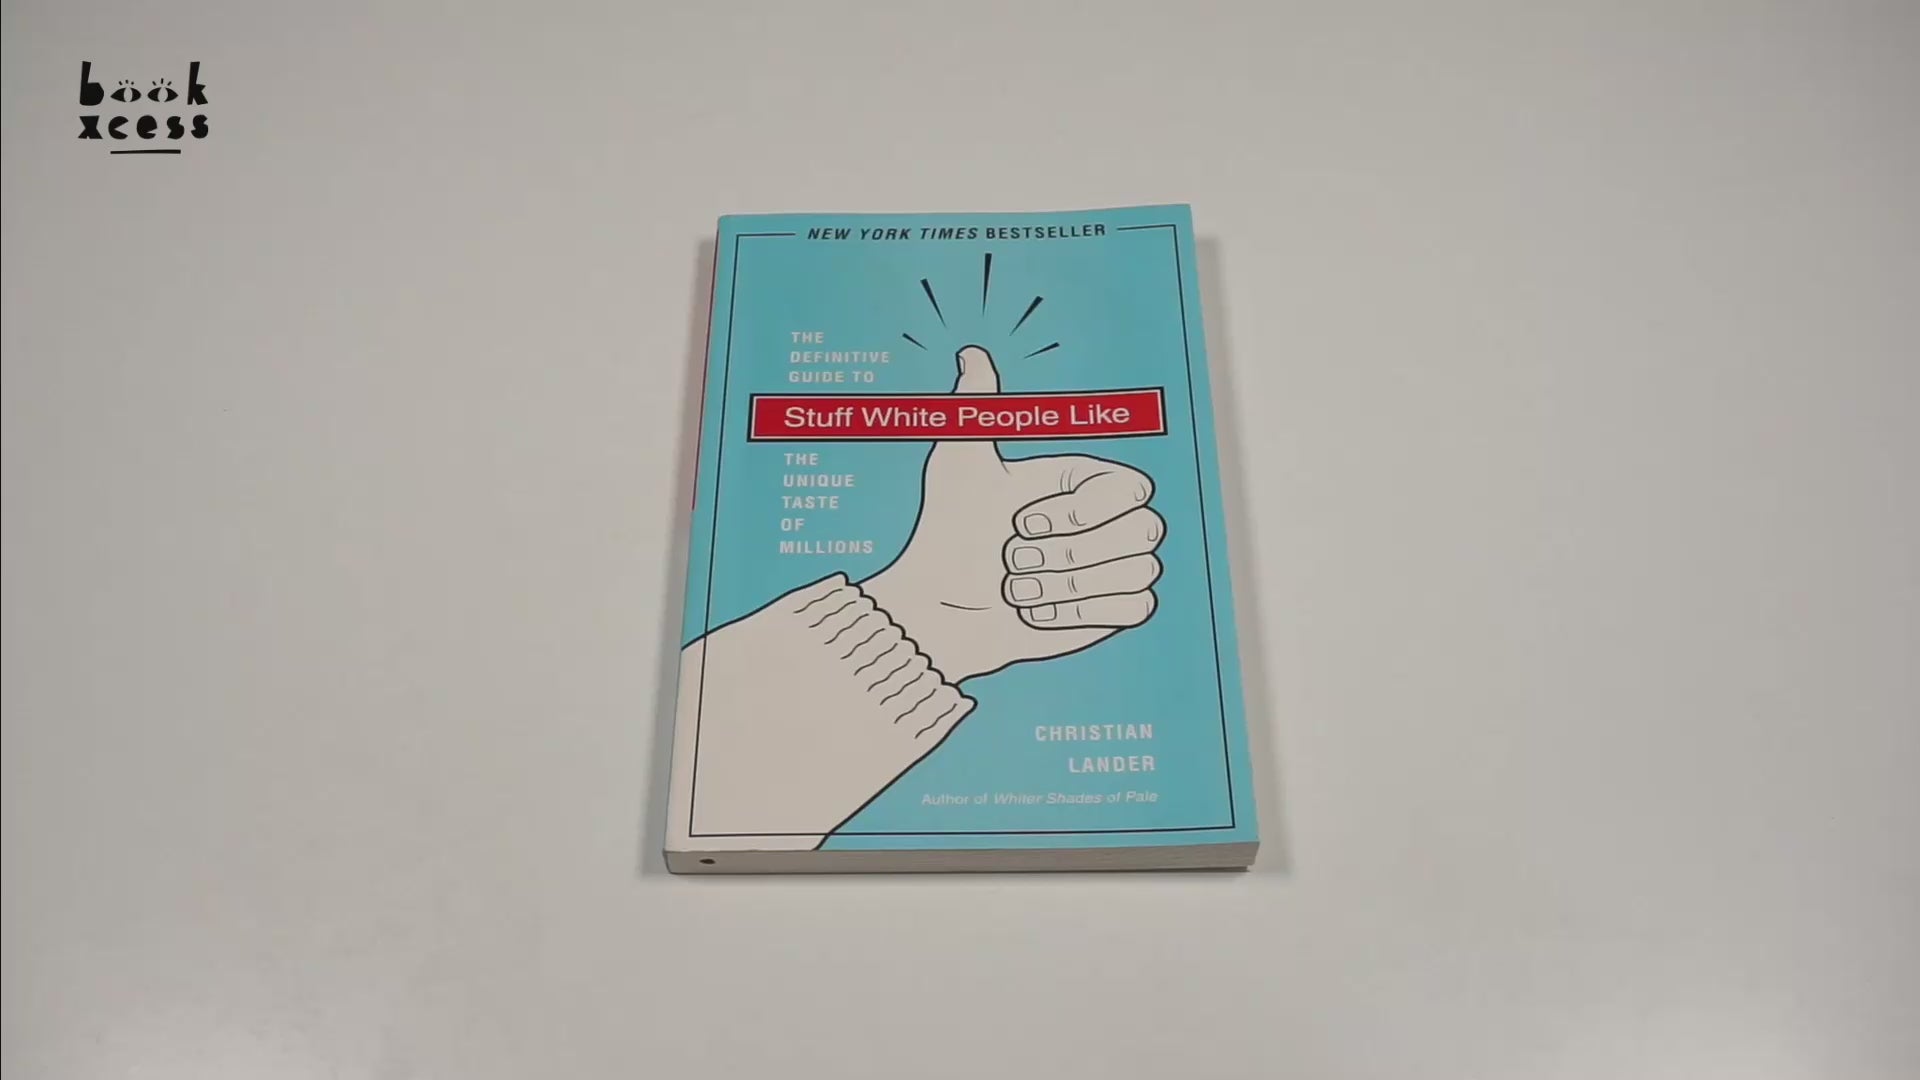 book
xcess
NEW YORK TIMES BESTSELLER
THE
DEFINITIVE
GUIDE TO
Stuff White People Like
THE
UNIQUE
TASTE
OF
MILLIONS
CHRISTIAN
LANDER
Author of Whiter Shades of Pale